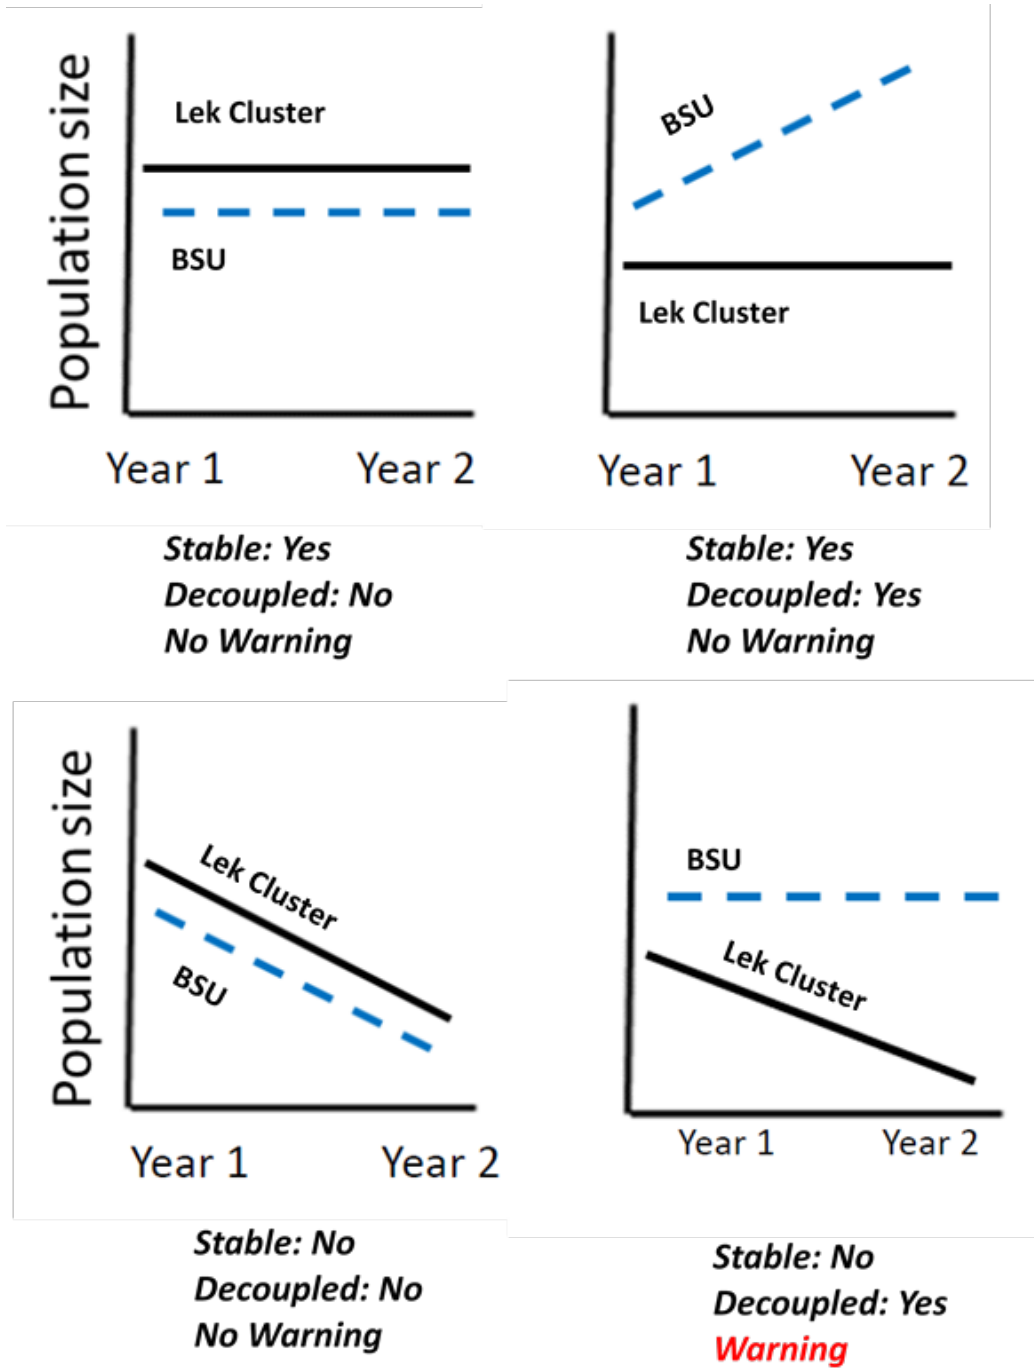 Population size
Lek Cluster
BSU
Year 1 Year 2
Stable: Yes
Decoupled: No
No Warning
BSU
Lek Cluster
Year 1 Year 2
Stable: Yes
Decoupled: Yes
No Warning
Population size
Lek Cluster
BSU
Year 1 Year 2
Stable: No
Decoupled: No
No Warning
BSU
Lek Cluster
Year 1 Year 2
Stable: No
Decoupled: Yes
Warning